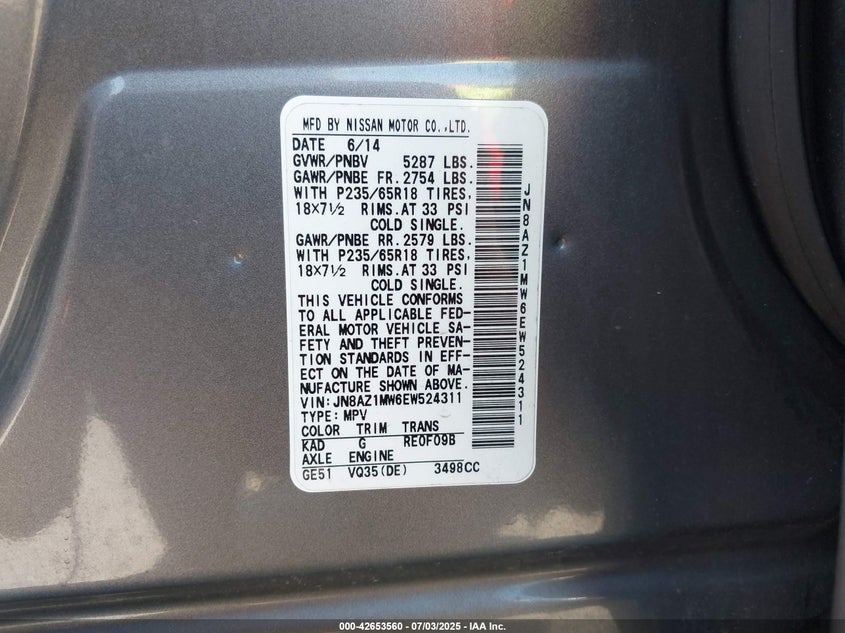 MFD BY NISSAN MOTOR CO.,LTD.
DATE 6/14
GVWR/PNBV 5287 LBS.
GAWR/PNBE FR. 2754 LBS.
WITH P235/65R18 TIRES,
18×7½ RIMS.AT 33 PSI
COLD SINGLE.
GAWR/PNBE RR. 2579 LBS.
WITH P235/65R18 TIRES,
18×7½ RIMS.AT 33 PSI
COLD SINGLE.
THIS VEHICLE CONFORMS
TO ALL APPLICABLE FED-
ERAL MOTOR VEHICLE SA-
FETY AND THEFT PREVEN-
TION STANDARDS IN EFF-
ECT ON THE DATE OF MA-
NUFACTURE SHOWN ABOVE.
VIN:JN8AZ1MW6EW524311
TYPE:MPV
COLOR TRIM TRANS
KAD G RE0F09B
AXLE ENGINE
GE51 VQ35(DE) 3498CC
JN8AZ1MW6EW524311
000-42653560 | 07/03/2025 - IAA Inc.